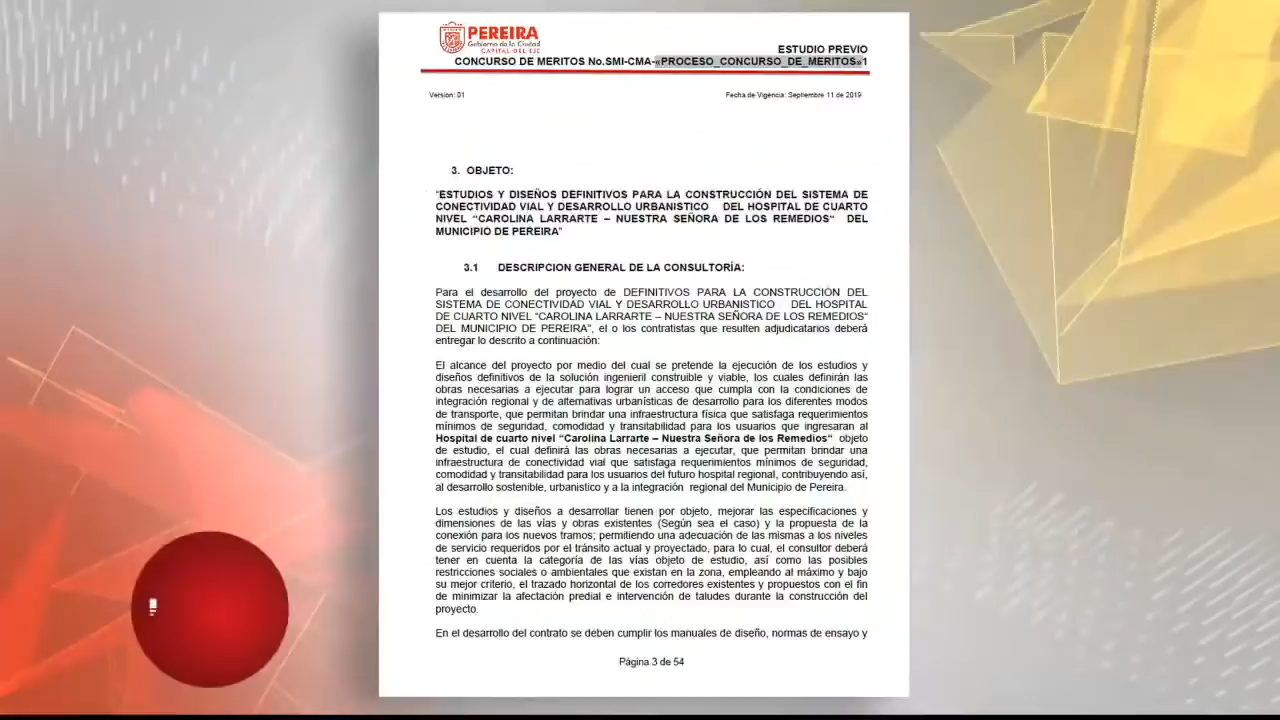 PEREIRA
Gobierno de la Ciudad
CAPITAL DEL EJE
ESTUDIO PREVIO
CONCURSO DE MERITOS No.SMI-CMA-«PROCESO_CONCURSO_DE_MERITOS»1
Version: 01
Fecha de Vigencia: Septiembre 11 de 2019
3. OBJETO:
"ESTUDIOS Y DISEÑOS DEFINITIVOS PARA LA CONSTRUCCIÓN DEL SISTEMA DE
CONECTIVIDAD VIAL Y DESARROLLO URBANISTICO DEL HOSPITAL DE CUARTO
NIVEL "CAROLINA LARRARTE – NUESTRA SEÑORA DE LOS REMEDIOS" DEL
MUNICIPIO DE PEREIRA"
3.1 DESCRIPCION GENERAL DE LA CONSULTORÍA:
Para el desarrollo del proyecto de DEFINITIVOS PARA LA CONSTRUCCIÓN DEL
SISTEMA DE CONECTIVIDAD VIAL Y DESARROLLO URBANISTICO DEL HOSPITAL
DE CUARTO NIVEL "CAROLINA LARRARTE – NUESTRA SEÑORA DE LOS REMEDIOS"
DEL MUNICIPIO DE PEREIRA", el o los contratistas que resulten adjudicatarios deberá
entregar lo descrito a continuación:
El alcance del proyecto por medio del cual se pretende la ejecución de los estudios y
diseños definitivos de la solución ingenieril construible y viable, los cuales definirán las
obras necesarias a ejecutar para lograr un acceso que cumpla con la condiciones de
integración regional y de alternativas urbanísticas de desarrollo para los diferentes modos
de transporte, que permitan brindar una infraestructura física que satisfaga requerimientos
mínimos de seguridad, comodidad y transitabilidad para los usuarios que ingresaran al
Hospital de cuarto nivel "Carolina Larrarte – Nuestra Señora de los Remedios" objeto
de estudio, el cual definirá las obras necesarias a ejecutar, que permitan brindar una
infraestructura de conectividad vial que satisfaga requerimientos mínimos de seguridad,
comodidad y transitabilidad para los usuarios del futuro hospital regional, contribuyendo así,
al desarrollo sostenible, urbanistico y a la integración regional del Municipio de Pereira.
Los estudios y diseños a desarrollar tienen por objeto, mejorar las especificaciones y
dimensiones de las vías y obras existentes (Según sea el caso) y la propuesta de la
conexión para los nuevos tramos; permitiendo una adecuación de las mismas a los niveles
de servicio requeridos por el tránsito actual y proyectado, para lo cual, el consultor deberá
tener en cuenta la categoría de las vías objeto de estudio, así como las posibles
restricciones sociales o ambientales que existan en la zona, empleando al máximo y bajo
su mejor criterio, el trazado horizontal de los corredores existentes y propuestos con el fin
de minimizar la afectación predial e intervención de taludes durante la construcción del
proyecto.
En el desarrollo del contrato se deben cumplir los manuales de diseño, normas de ensayo y
Página 3 de 54